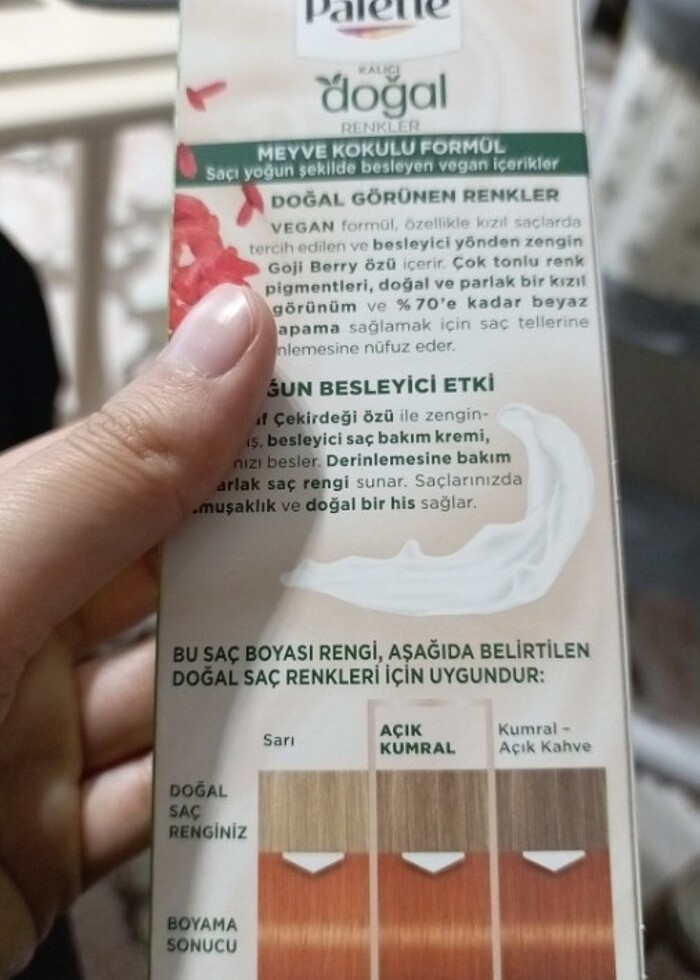 Palette
KALICI
doğal
RENKLER
MEYVE KOKULU FORMÜL
Saçı yoğun şekilde besleyen vegan içerikler
DOĞAL GÖRÜNEN RENKLER
VEGAN formül, özellikle kızıl saçlarda
tercih edilen ve besleyici yönden zengin
Goji Berry özü içerir. Çok tonlu renk
pigmentleri, doğal ve parlak bir kızıl
görünüm ve %70'e kadar beyaz
apama sağlamak için saç tellerine
nlemesine nüfuz eder.
ĞUN BESLEYİCİ ETKİ
Çekirdeği özü ile zengin-
besleyici saç bakım kremi,
nızı besler. Derinlemesine bakım
arlak saç rengi sunar. Saçlarınızda
muşaklık ve doğal bir his sağlar.
BU SAÇ BOYASI RENGİ, AŞAĞIDA BELİRTİLEN
DOĞAL SAÇ RENKLERİ İÇİN UYGUNDUR:
Sarı
AÇIK
KUMRAL
Kumral -
Açık Kahve
DOĞAL
SAÇ
RENGİNİZ
BOYAMA
SONUCU